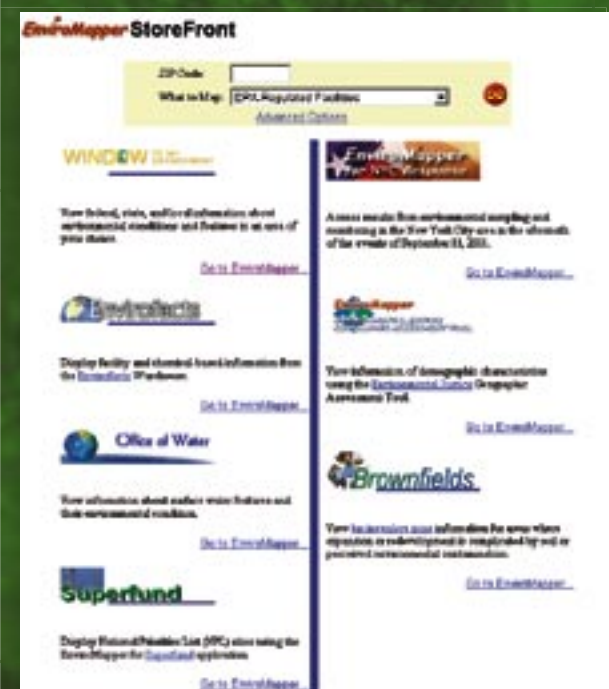 EnviroMapper StoreFront
ZIP Code:
What to Map: EPA Regulated Facilities
Advanced Options
WINDOW
View federal, state, and local information about
environmental conditions and features in an area of
your choice.
Go to EnviroMapper...
Envirofacts
Display facility and chemical-based information from
the Envirofacts Warehouse.
Go to EnviroMapper...
Office of Water
View information about surface water features and
their environmental condition.
Go to EnviroMapper...
Superfund
Display National Priorities List (NPL) sites using the
EnviroMapper for Superfund application
Go to EnviroMapper...
EnviroMapper
for NYC Response
Access results from environmental sampling and
monitoring in the New York City area in the aftermath
of the events of September 11, 2001.
Go to EnviroMapper...
EnviroMapper
View information of demographic characteristics
using the Environmental Justice Geographic
Assessment Tool.
Go to EnviroMapper...
Brownfields
View information for areas where
expansion or redevelopment is complicated by soil or
perceived environmental contamination.
Go to EnviroMapper...